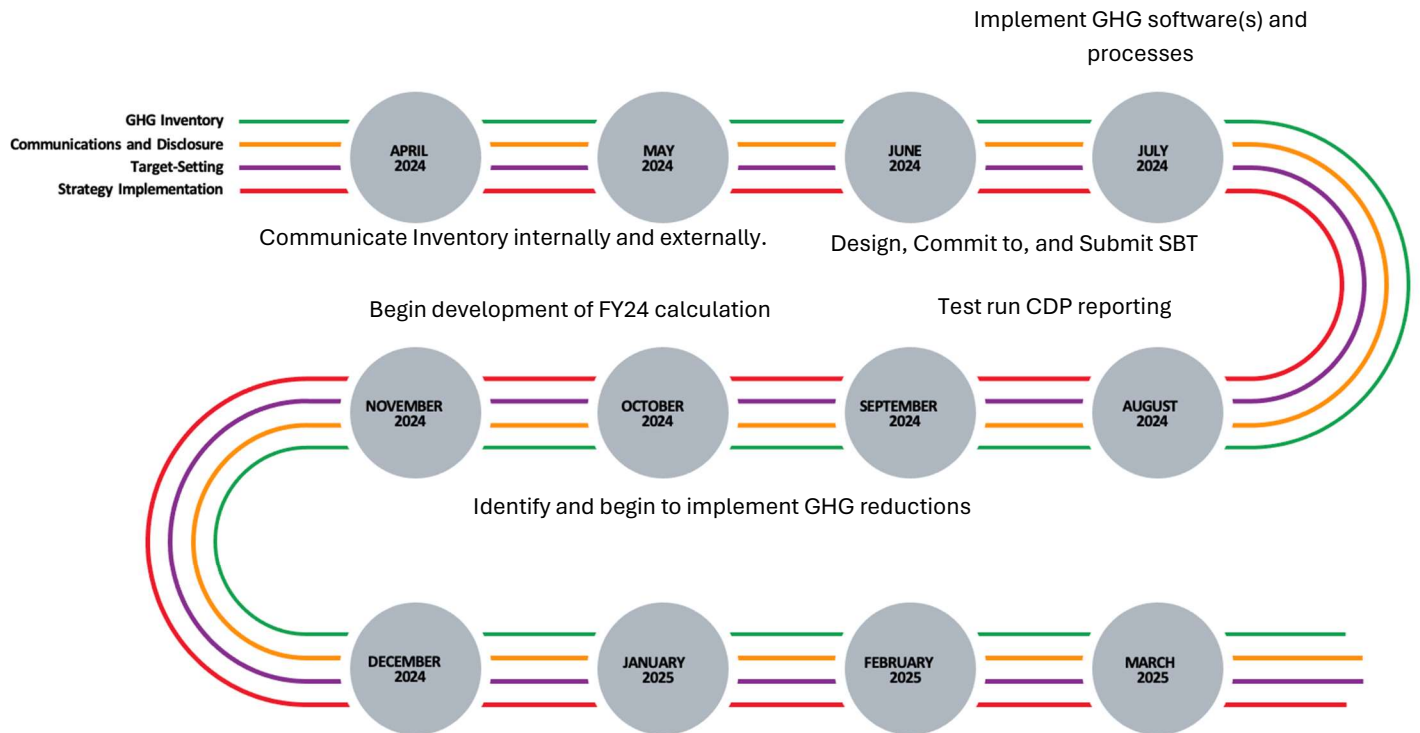 Implement GHG software(s) and
processes
GHG Inventory
Communications and Disclosure
Target-Setting
Strategy Implementation
APRIL
2024
MAY
2024
JUNE
2024
JULY
2024
Communicate Inventory internally and externally.
Design, Commit to, and Submit SBT
Begin development of FY24 calculation
Test run CDP reporting
NOVEMBER
2024
OCTOBER
2024
SEPTEMBER
2024
AUGUST
2024
Identify and begin to implement GHG reductions
DECEMBER
2024
JANUARY
2025
FEBRUARY
2025
MARCH
2025